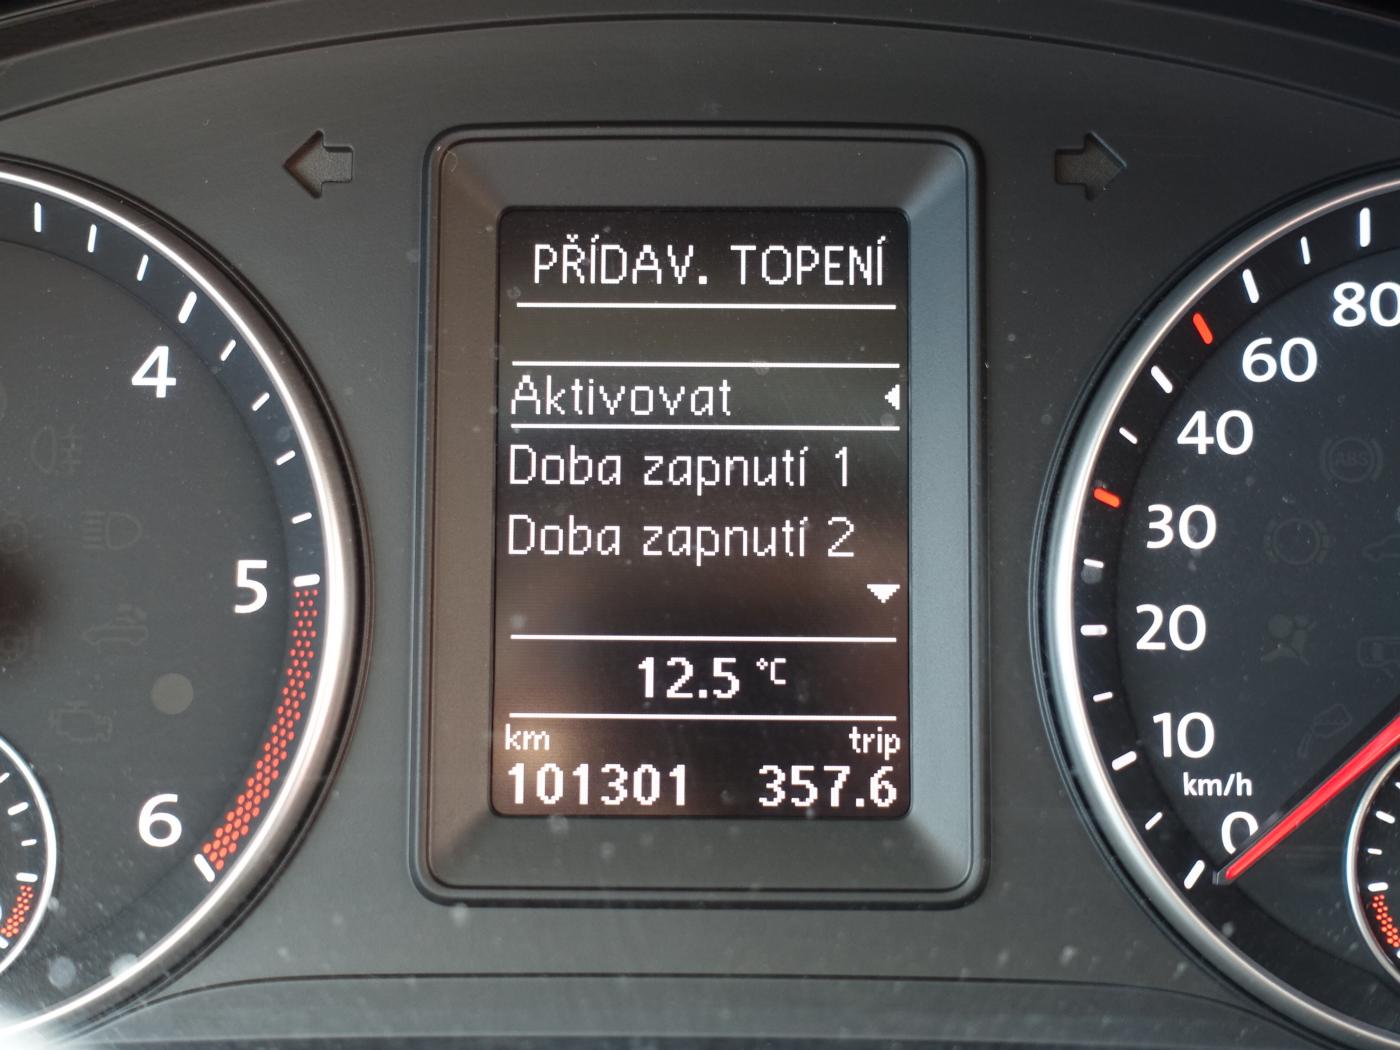 PŘÍDAV. TOPENÍ
Aktivovat
Doba zapnutí 1
Doba zapnutí 2
12.5 °C
km trip
101301 357.6
4
5
6
80
60
40
30
20
10
km/h
0
ABS